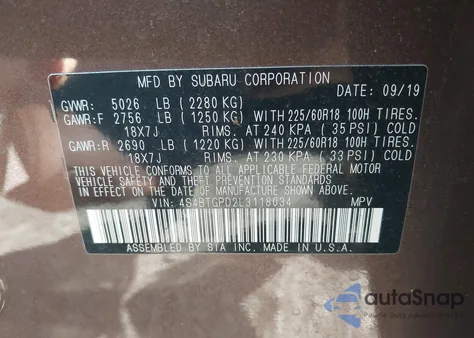 MFD BY SUBARU CORPORATION DATE: 09/19
GVWR: 5026 LB (2280 KG)
GAWR:F 2756 LB (1250 KG) WITH 225/60R18 100H TIRES.
18X7J RIMS. AT 240 KPA (35 PSI) COLD
GAWR:R 2690 LB (1220 KG) WITH 225/60R18 100H TIRES.
18X7J RIMS. AT 230 KPA (33 PSI) COLD
THIS VEHICLE CONFORMS TO ALL APPLICABLE FEDERAL MOTOR
VEHICLE SAFETY, BUMPER, AND THEFT PREVENTION STANDARDS
IN EFFECT ON THE DATE OF MANUFACTURE SHOWN ABOVE.
VIN: 4S4BTGPD2L3118034 MPV
ASSEMBLED BY SIA INC. MADE IN U.S.A.
autoSnap